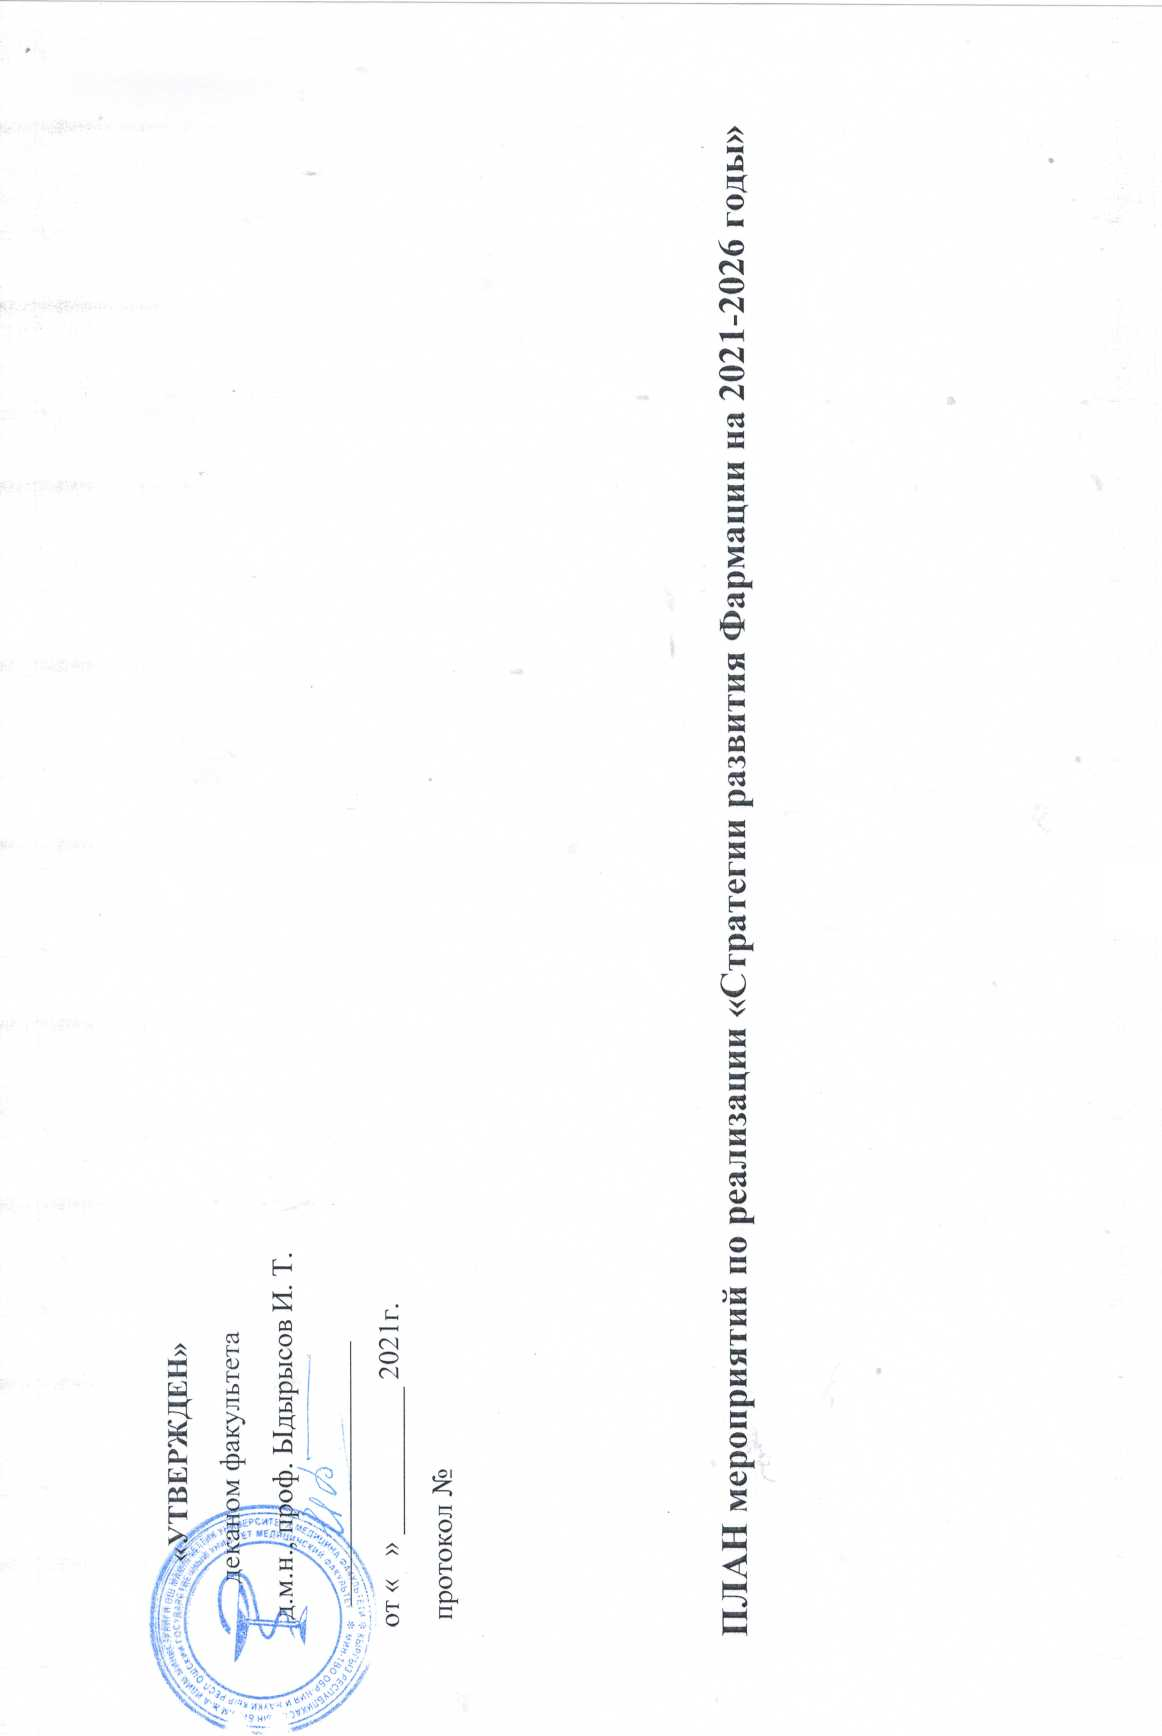 «УТВЕРЖДЕН»
деканом факультета
д.м.н., проф. Ыдырысов И. Т.
от « » 2021г.
протокол №
ПЛАН мероприятий по реализации «Стратегии развития Фармации на 2021-2026 годы»